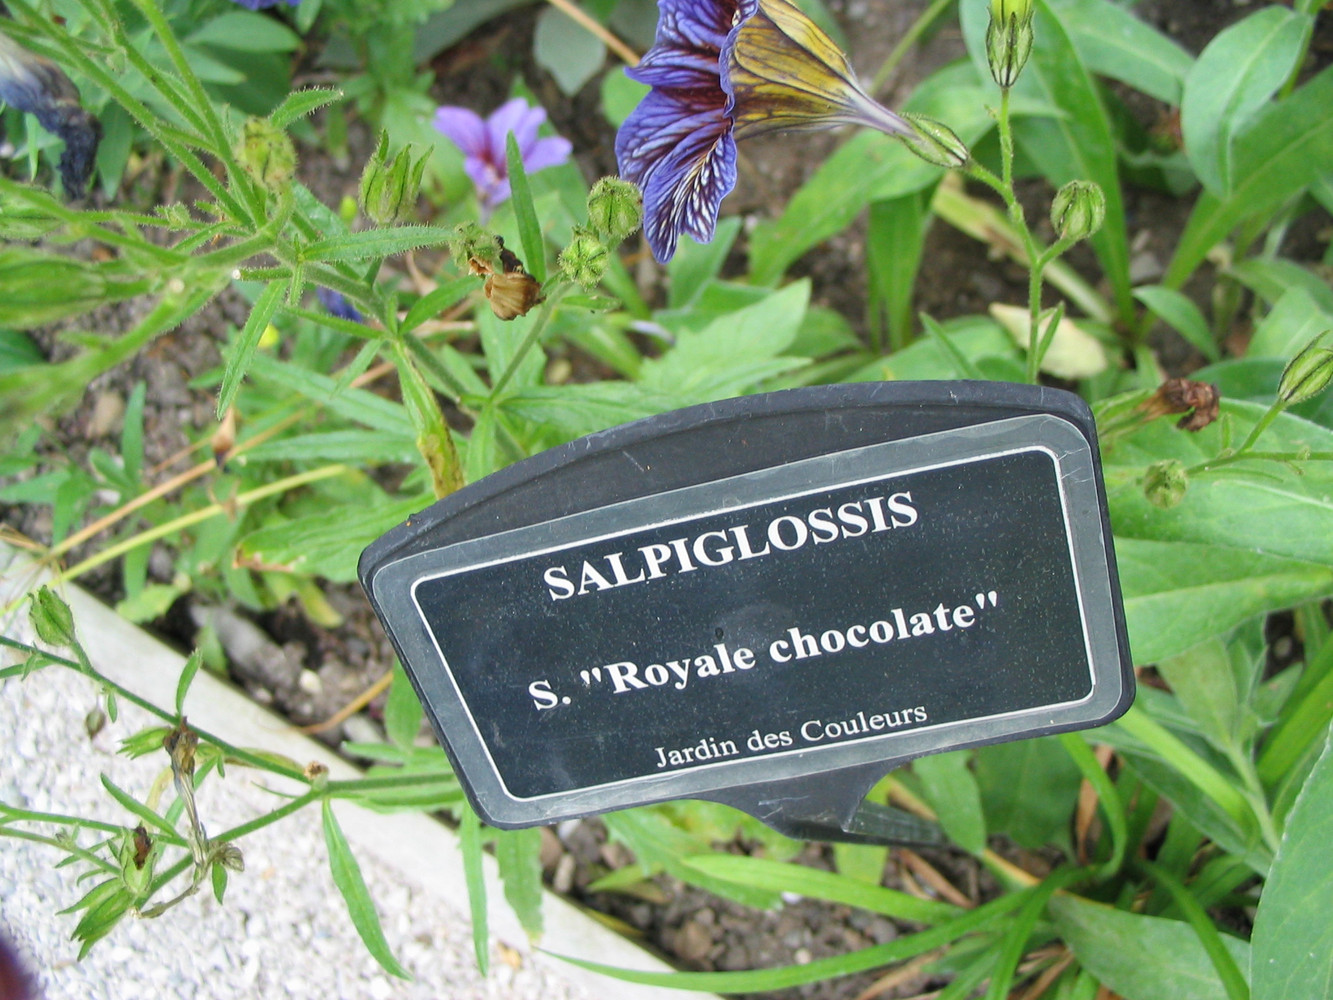 SALPIGLOSSIS
S. "Royale chocolate"
Jardin des Couleurs